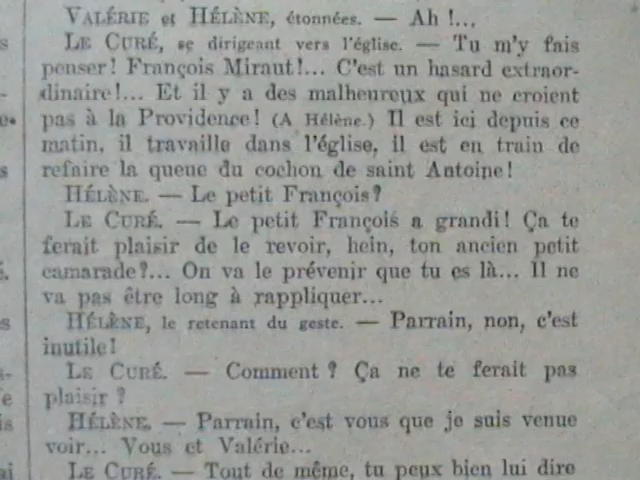 VALÉRIE et HÉLÈNE, étonnées. — Ah !...
LE CURÉ, se dirigeant vers l'église. — Tu m'y fais
penser! François Miraut!... C'est un hasard extraor-
dinaire!... Et il y a des malheureux qui ne croient
pas à la Providence! (A Hélène.) Il est ici depuis ce
matin, il travaille dans l'église, il est en train de
refaire la queue du cochon de saint Antoine!
HÉLÈNE. — Le petit François?
LE CURÉ. — Le petit François a grandi! Ça te
ferait plaisir de le revoir, hein, ton ancien petit
camarade?... On va le prévenir que tu es là... Il ne
va pas être long à rappliquer...
HÉLÈNE, le retenant du geste. — Parrain, non, c'est
inutile!
LE CURÉ. — Comment ? Ça ne te ferait pas
plaisir ?
HÉLÈNE. — Parrain, c'est vous que je suis venue
voir... Vous et Valérie...
LE CURÉ. — Tout de même, tu peux bien lui dire